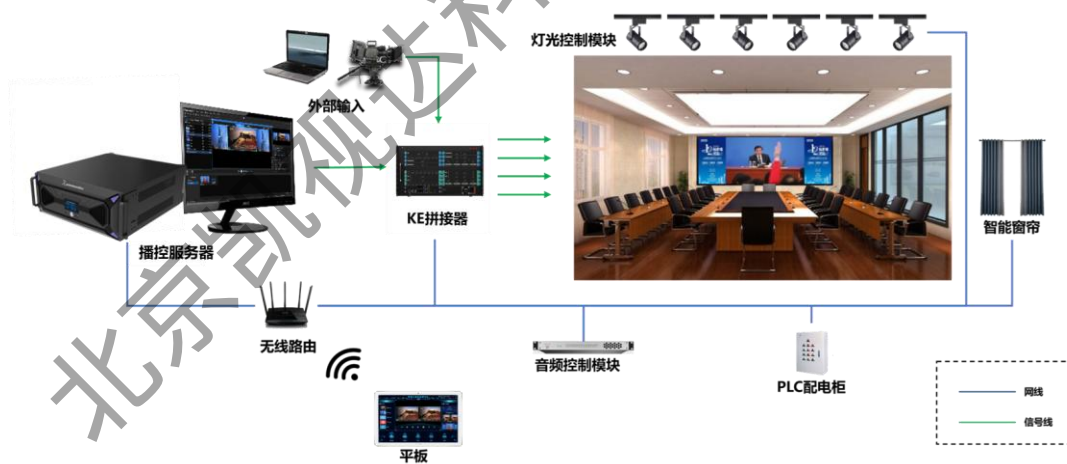 灯光控制模块
外部输入
KE拼接器
智能窗帘
播控服务器
无线路由
音频控制模块
PLC配电柜
平板
网线
信号线
北京凯视达科